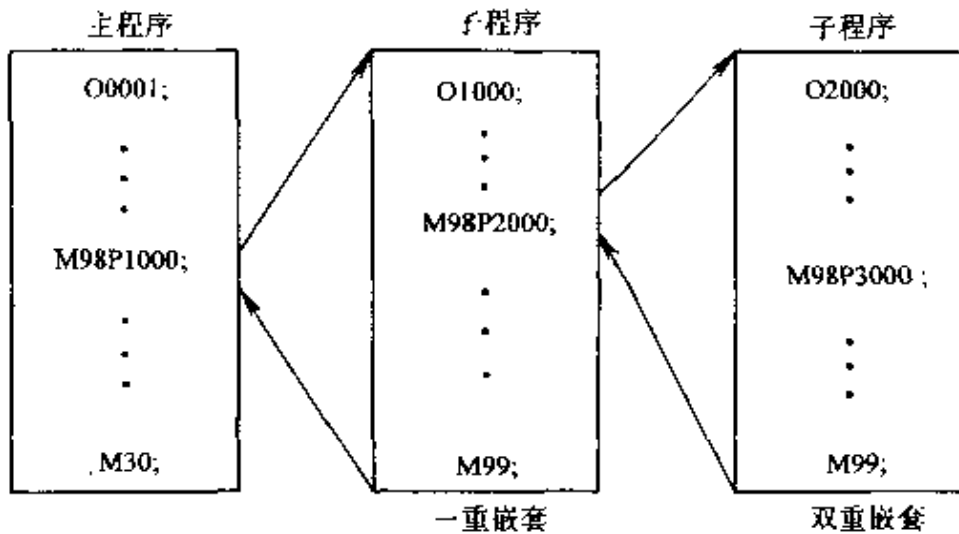 主程序
O0001;
M98P1000;
M30;
子程序
O1000;
M98P2000;
M99;
一重嵌套
子程序
O2000;
M98P3000;
M99;
双重嵌套